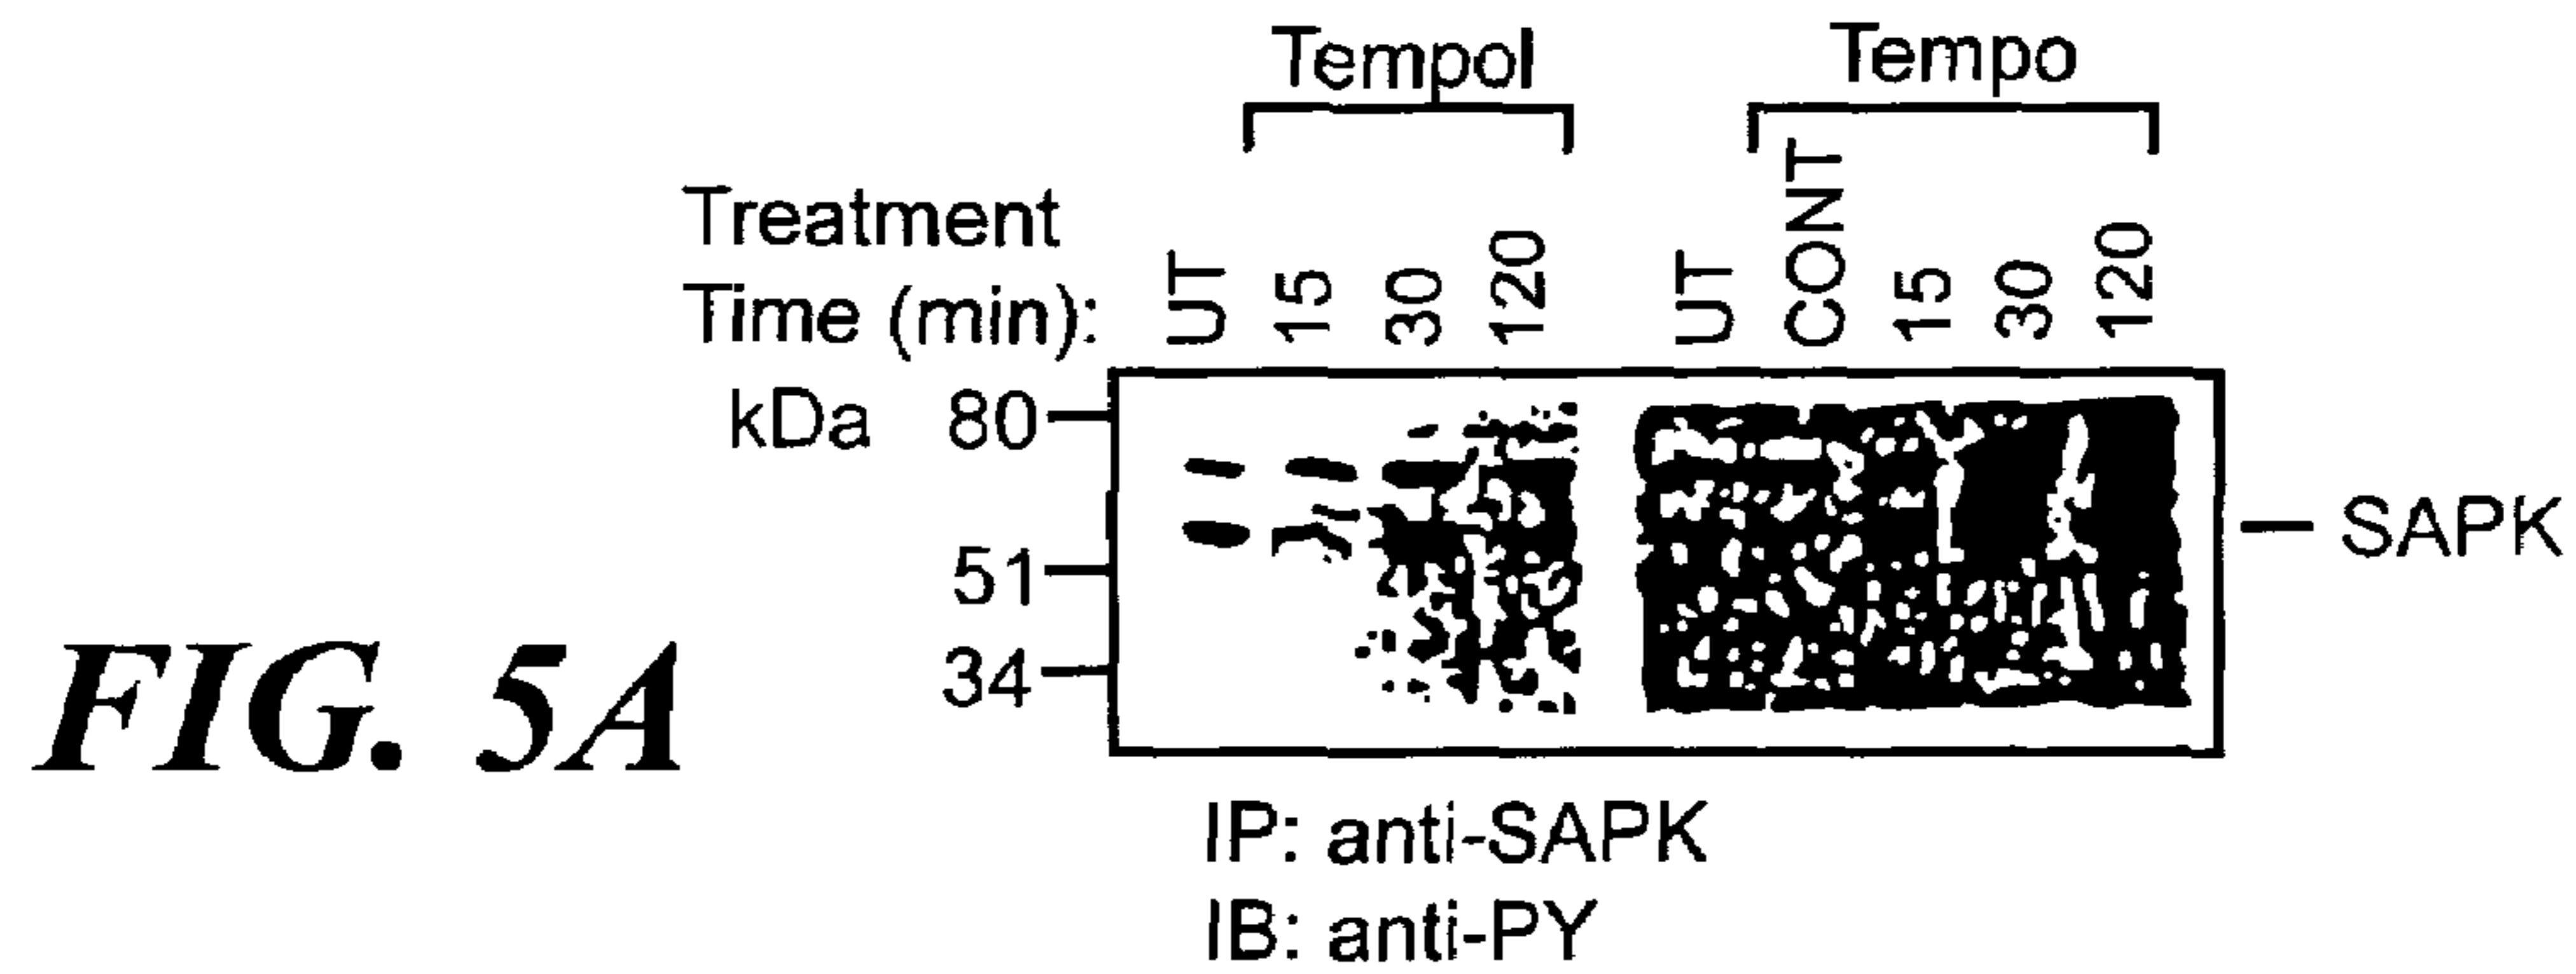 Tempol Tempo
Treatment
Time (min): UT 15 30 120 UT CONT 15 30 120
kDa 80
SAPK
51
34
FIG. 5A
IP: anti-SAPK
IB: anti-PY